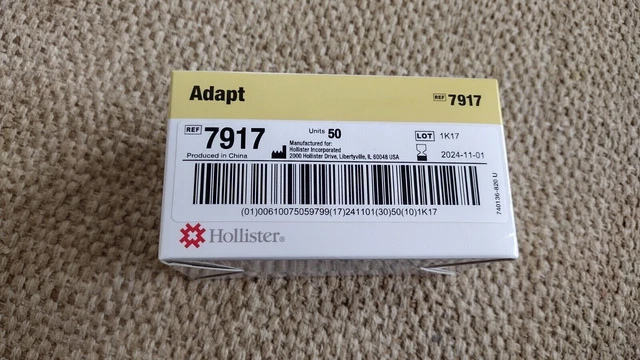 Adapt
REF 7917
REF 7917
Units 50
LOT 1K17
Produced in China
Manufactured for:
Hollister Incorporated
2000 Hollister Drive, Libertyville, IL 60048 USA
2024-11-01
(01)00610075059799(17)241101(30)50(10)1K17
740136-820 U
Hollister®